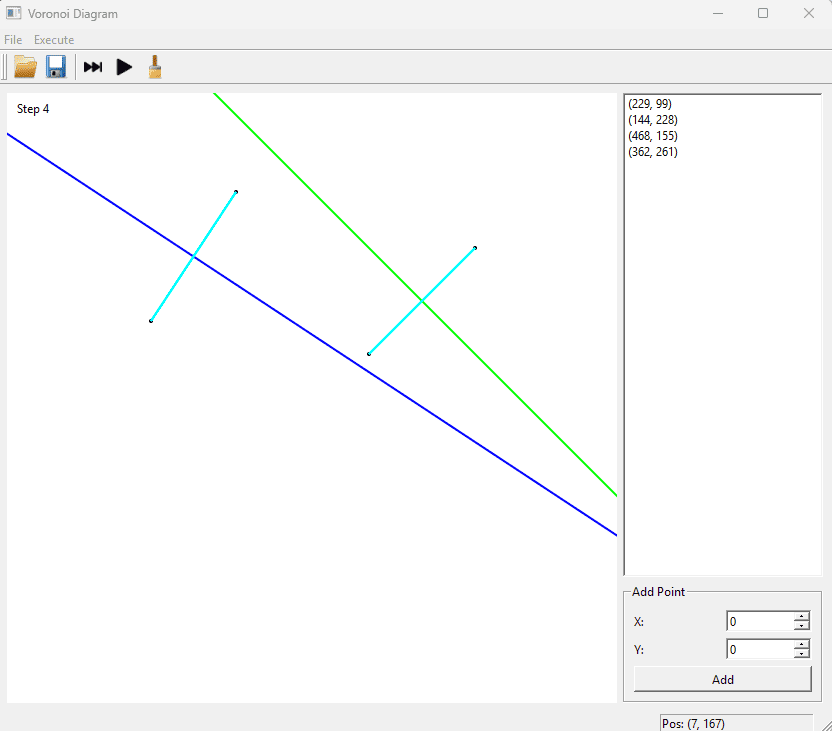 Voronoi Diagram
File Execute
Step 4
(229, 99)
(144, 228)
(468, 155)
(362, 261)
Add Point
X: 0
Y: 0
Add
Pos: (7, 167)